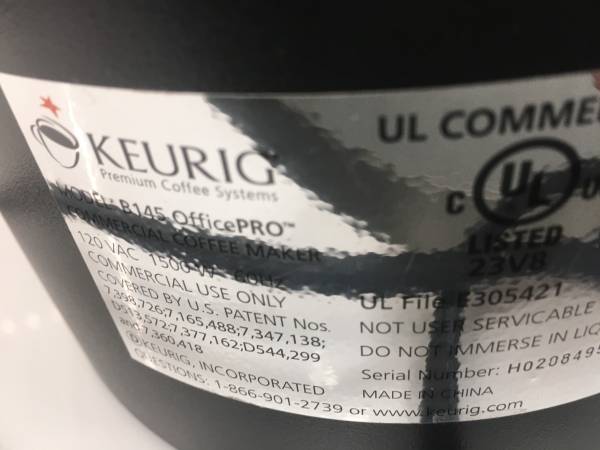 KEURIG
Premium Coffee Systems
MODEL: B145 OfficePRO™
COMMERCIAL COFFEE MAKER
120 VAC 1500 W 60Hz
COMMERCIAL USE ONLY
COVERED BY U.S. PATENT Nos.
7,398,726;7,165,488;7,347,138;
D513,572;7,377,162;D544,299
and 7,360,418
©KEURIG, INCORPORATED
QUESTIONS: 1-866-901-2739 or www.keurig.com
UL COMME
C UL U
LISTED
23V8
UL File E305421
NOT USER SERVICABLE
DO NOT IMMERSE IN LIQ
Serial Number: H020849
MADE IN CHINA